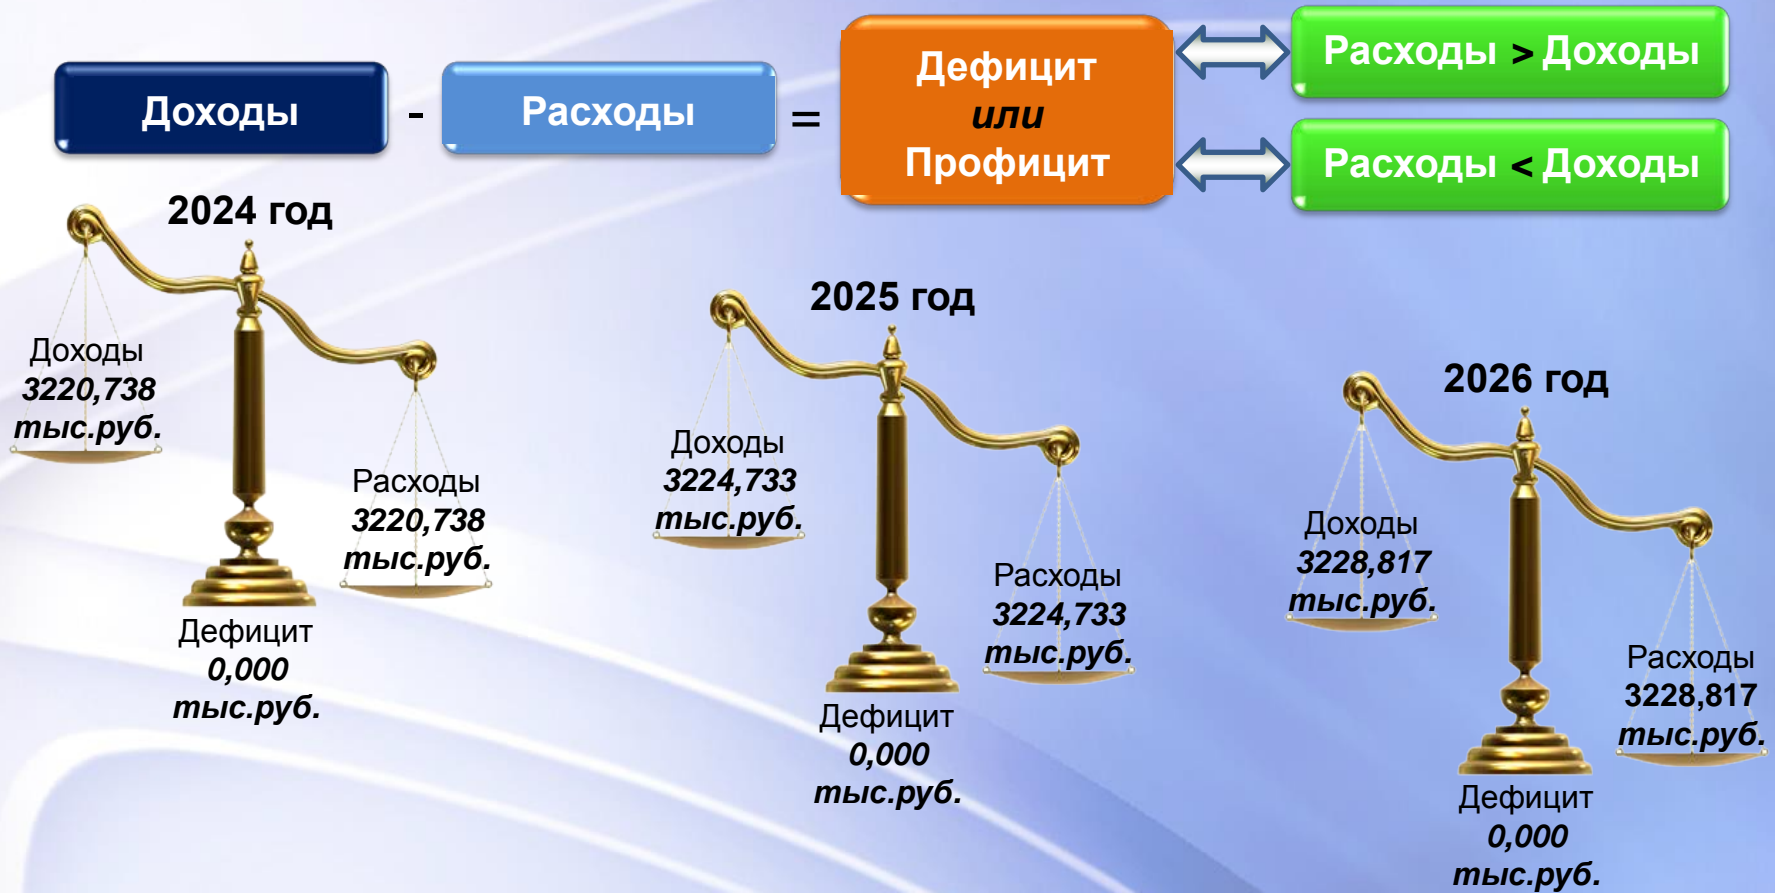 Доходы
-
Расходы
=
Дефицит
или
Профицит
Расходы > Доходы
Расходы < Доходы
2024 год
Доходы
3220,738
тыс.руб.
Расходы
3220,738
тыс.руб.
Дефицит
0,000
тыс.руб.
2025 год
Доходы
3224,733
тыс.руб.
Расходы
3224,733
тыс.руб.
Дефицит
0,000
тыс.руб.
2026 год
Доходы
3228,817
тыс.руб.
Расходы
3228,817
тыс.руб.
Дефицит
0,000
тыс.руб.